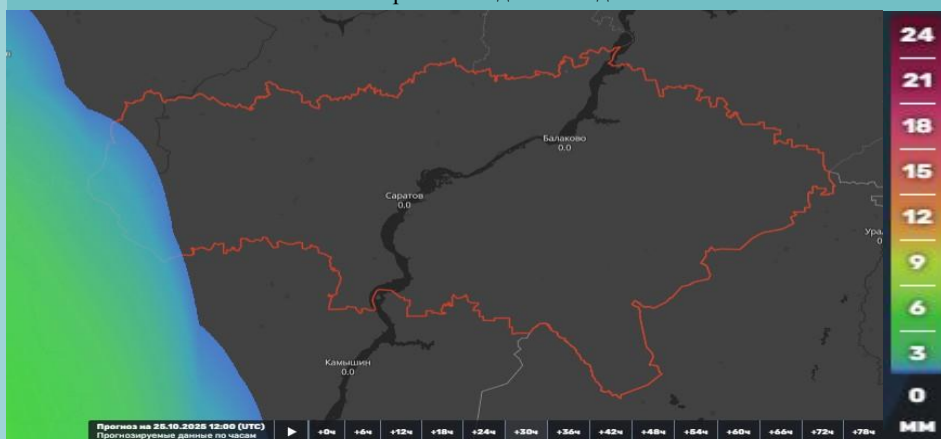 24
21
18
15
12
9
6
3
0
мм
Балаково
0.0
Саратов
0.0
Камышин
0.0
Прогноз на 25.10.2025 12:00 (UTC)
Прогнозируемые данные по часам
+0ч +6ч +12ч +18ч +24ч +30ч +36ч +42ч +48ч +54ч +60ч +66ч +72ч +78ч